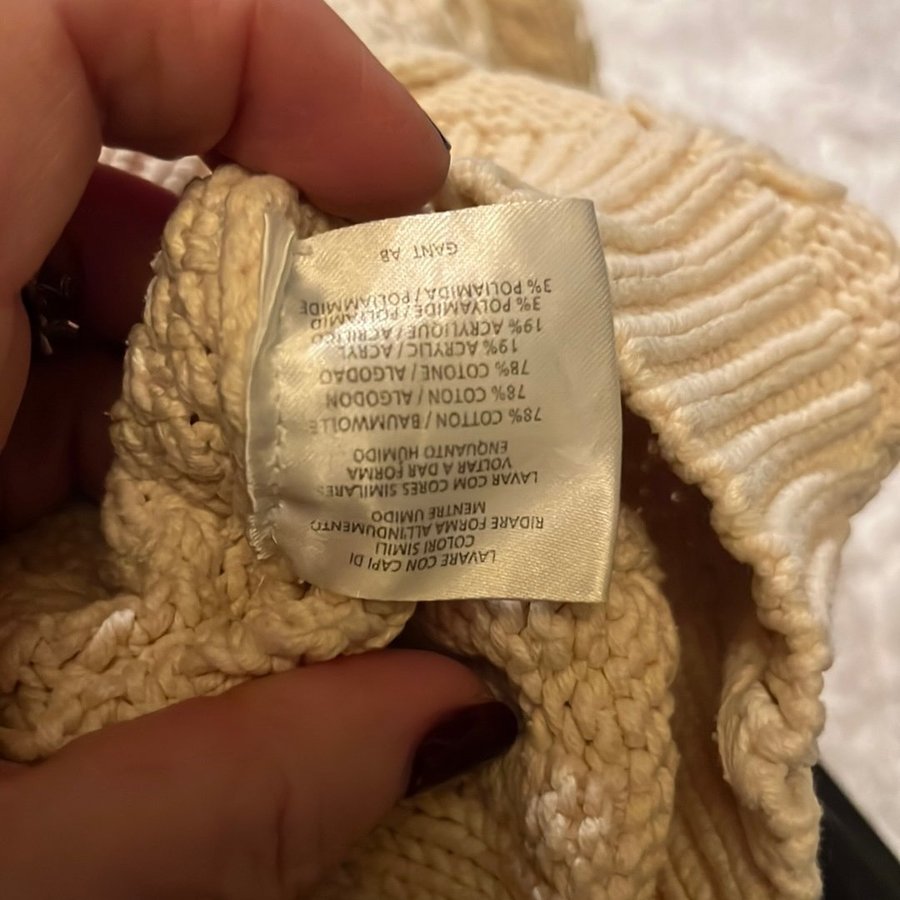 LAVARE CON CAPI DI
COLORI SIMILI
RIDARE FORMA ALL'INDUMENTO
MENTRE UMIDO
LAVAR COM CORES SIMILARES
VOLTAR A DAR FORMA
ENQUANTO HÚMIDO
78% COTTON / BAUMWOLLE
78% COTON / ALGODON
78% COTONE / ALGODAO
19% ACRYLIC / ACRYL
19% ACRYLIQUE / ACRILICO
3% POLYAMIDE / POLYAMID
3% POLIAMIDA / POLIAMMIDE
GANT AB